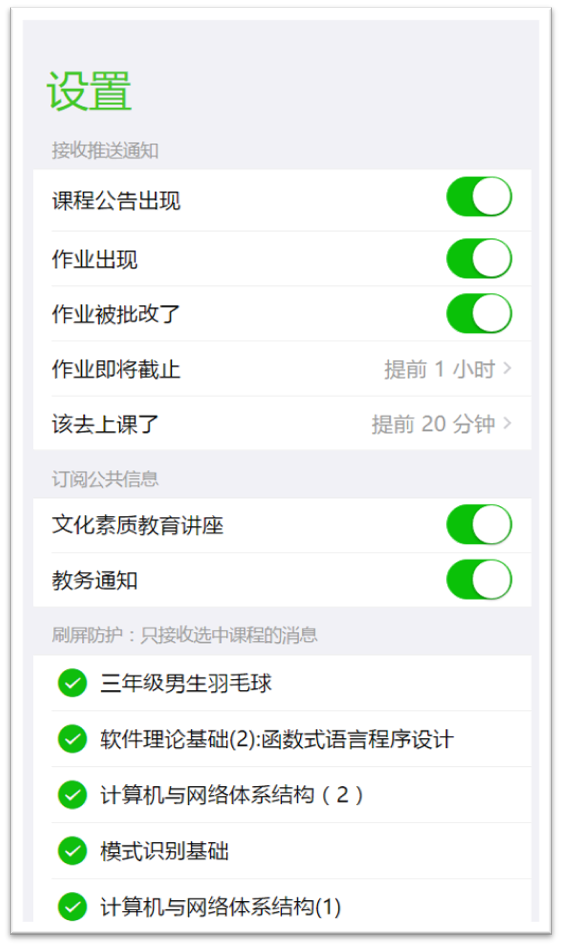 设置
接收推送通知
课程公告出现
作业出现
作业被批改了
作业即将截止 提前 1 小时
该去上课了 提前 20 分钟
订阅公共信息
文化素质教育讲座
教务通知
刷屏防护：只接收选中课程的消息
三年级男生羽毛球
软件理论基础(2):函数式语言程序设计
计算机与网络体系结构（2）
模式识别基础
计算机与网络体系结构(1)